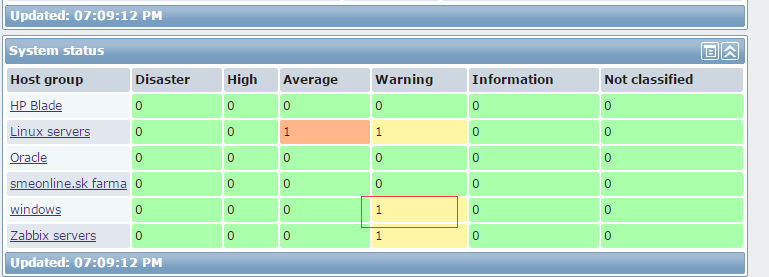 Updated: 07:09:12 PM
System status
Host group Disaster High Average Warning Information Not classified
HP Blade 0 0 0 0 0 0
Linux servers 0 0 1 1 0 0
Oracle 0 0 0 0 0 0
smeonline.sk farma 0 0 0 0 0 0
windows 0 0 0 1 0 0
Zabbix servers 0 0 0 1 0 0
Updated: 07:09:12 PM